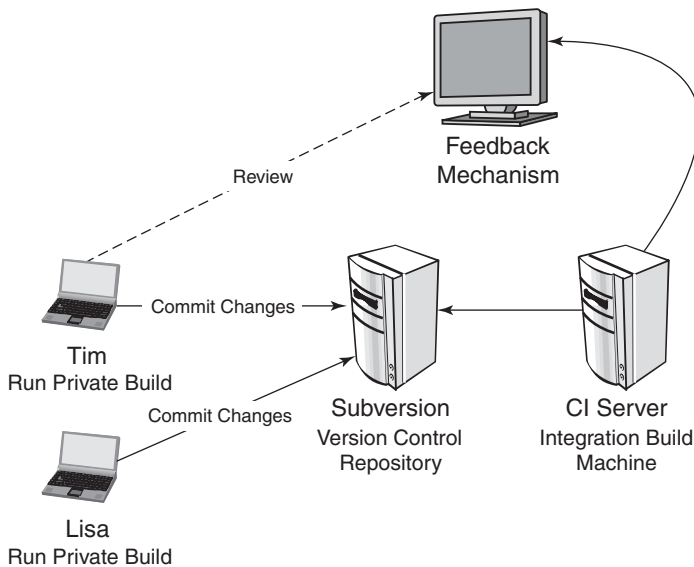 Feedback
Mechanism
Review
Commit Changes
Tim
Run Private Build
Commit Changes
Subversion
Version Control
Repository
CI Server
Integration Build
Machine
Lisa
Run Private Build